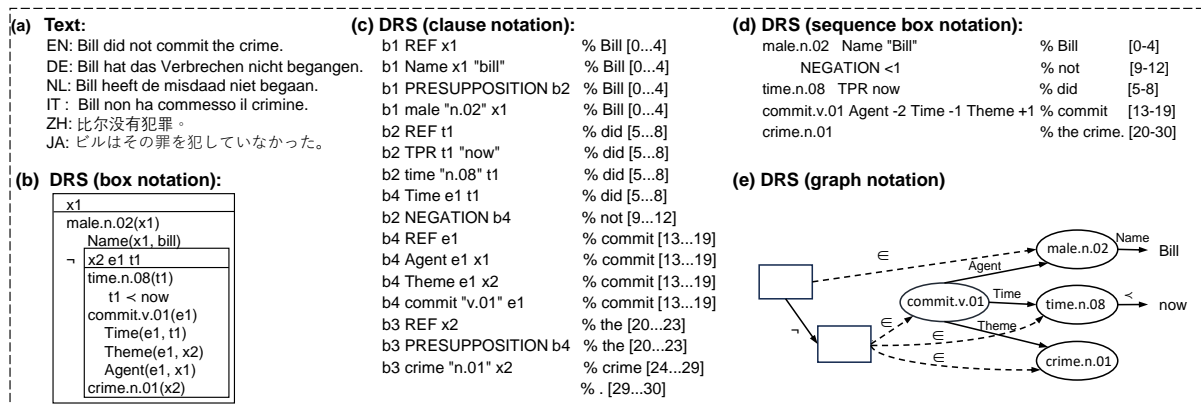 (a) Text:
EN: Bill did not commit the crime.
DE: Bill hat das Verbrechen nicht begangen.
NL: Bill heeft de misdaad niet begaan.
IT : Bill non ha commesso il crimine.
ZH: 比尔没有犯罪。
JA: ビルはその罪を犯していなかった。
(b) DRS (box notation):
x1
male.n.02(x1)
Name(x1, bill)
¬ x2 e1 t1
time.n.08(t1)
t1 ≺ now
commit.v.01(e1)
Time(e1, t1)
Theme(e1, x2)
Agent(e1, x1)
crime.n.01(x2)
(c) DRS (clause notation):
b1 REF x1 % Bill [0...4]
b1 Name x1 "bill" % Bill [0...4]
b1 PRESUPPOSITION b2 % Bill [0...4]
b1 male "n.02" x1 % Bill [0...4]
b2 REF t1 % did [5...8]
b2 TPR t1 "now" % did [5...8]
b2 time "n.08" t1 % did [5...8]
b4 Time e1 t1 % did [5...8]
b2 NEGATION b4 % not [9...12]
b4 REF e1 % commit [13...19]
b4 Agent e1 x1 % commit [13...19]
b4 Theme e1 x2 % commit [13...19]
b4 commit "v.01" e1 % commit [13...19]
b3 REF x2 % the [20...23]
b3 PRESUPPOSITION b4 % the [20...23]
b3 crime "n.01" x2 % crime [24...29]
% . [29...30]
(d) DRS (sequence box notation):
male.n.02 Name "Bill" % Bill [0-4]
NEGATION <1 % not [9-12]
time.n.08 TPR now % did [5-8]
commit.v.01 Agent -2 Time -1 Theme +1 % commit [13-19]
crime.n.01 % the crime. [20-30]
(e) DRS (graph notation)
∈
male.n.02
Name
Bill
Agent
commit.v.01
Time
time.n.08
≺
now
¬
∈
Theme
∈
∈
crime.n.01